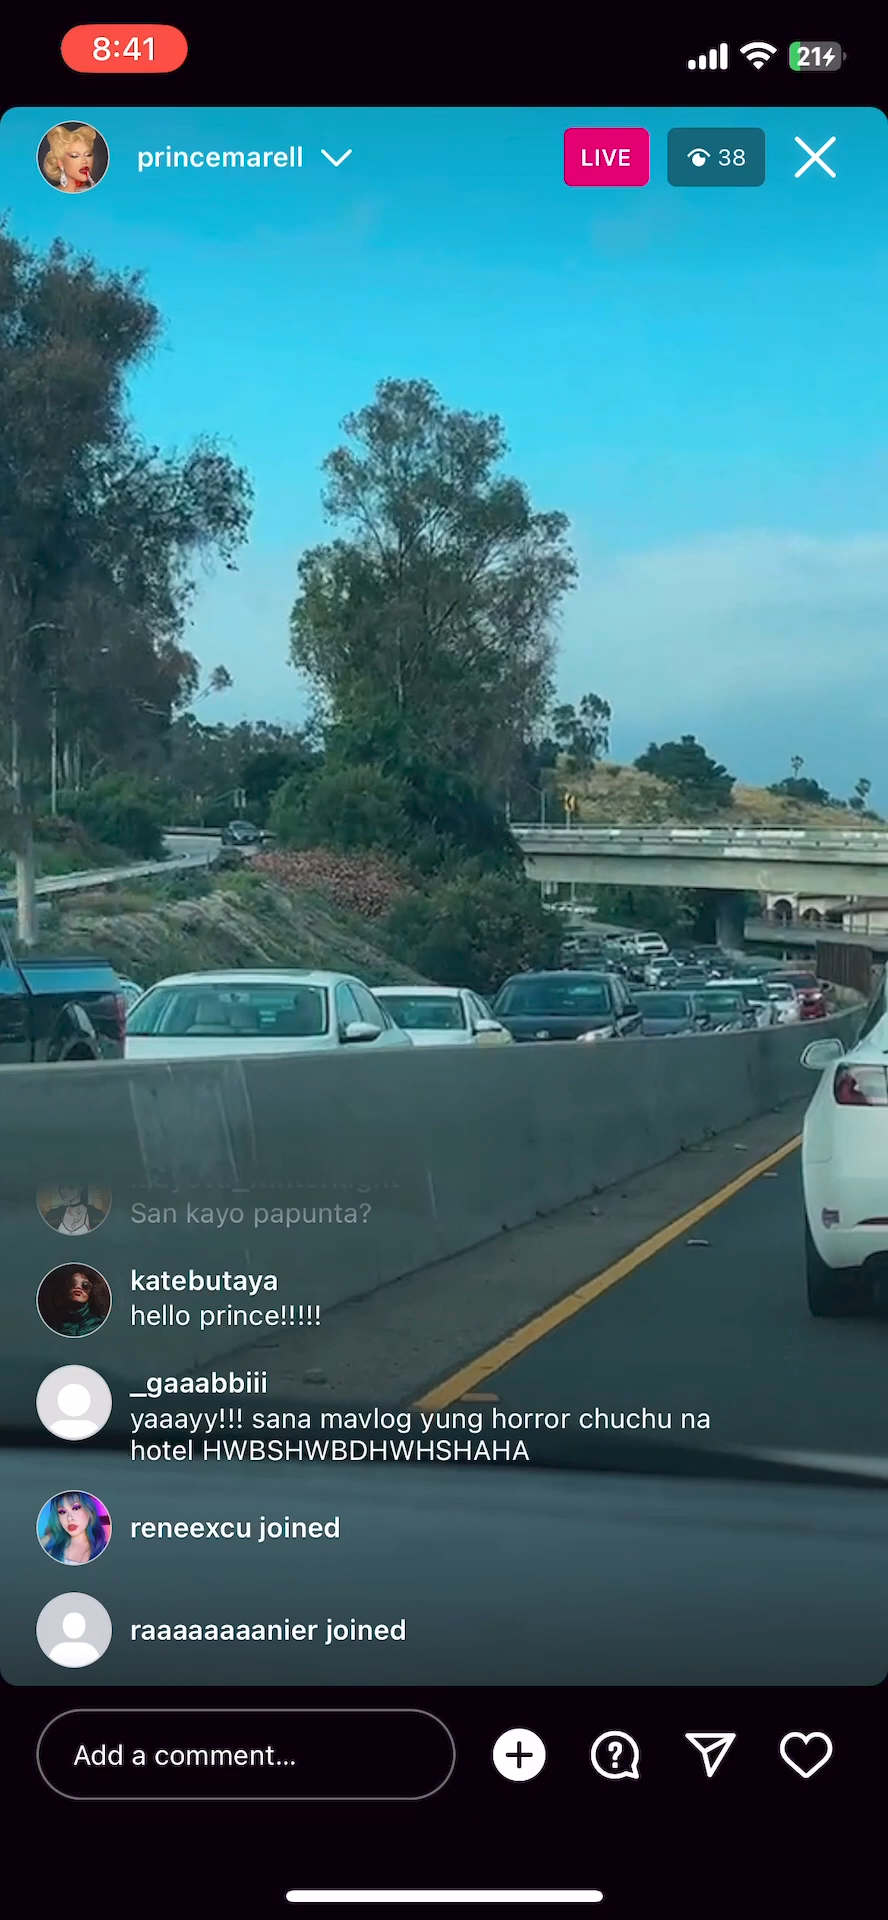 8:41
21
princemarell
LIVE
38
San kayo papunta?
katebutaya
hello prince!!!!!
_gaaabbiii
yaaayy!!! sana mavlog yung horror chuchu na
hotel HWBSHWBDHWHSHAHA
reneexcu joined
raaaaaaaanier joined
Add a comment...